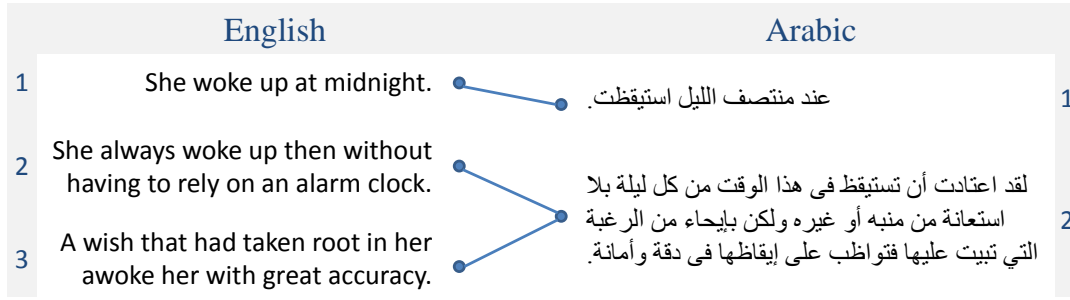 English
Arabic
1
She woke up at midnight.
عند منتصف الليل استيقظت.
1
2
She always woke up then without
having to rely on an alarm clock.
3
A wish that had taken root in her
awoke her with great accuracy.
لقد اعتادت أن تستيقظ فى هذا الوقت من كل ليلة بلا
استعانة من منبه أو غيره ولكن بإيحاء من الرغبة
التي تبيت عليها فتواظب على إيقاظها فى دقة وأمانة.
2